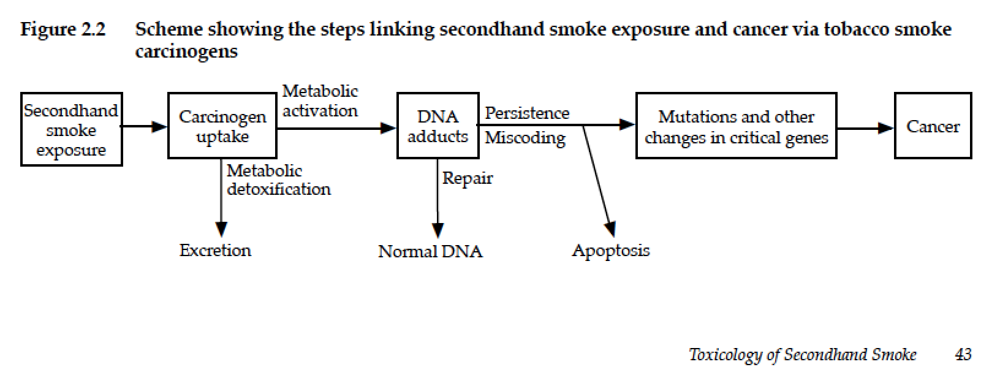 Figure 2.2 Scheme showing the steps linking secondhand smoke exposure and cancer via tobacco smoke
carcinogens
Secondhand
smoke
exposure
Carcinogen
uptake
Metabolic
activation
DNA
adducts
Persistence
Miscoding
Mutations and other
changes in critical genes
Cancer
Metabolic
detoxification
Repair
Excretion
Normal DNA
Apoptosis
Toxicology of Secondhand Smoke 43